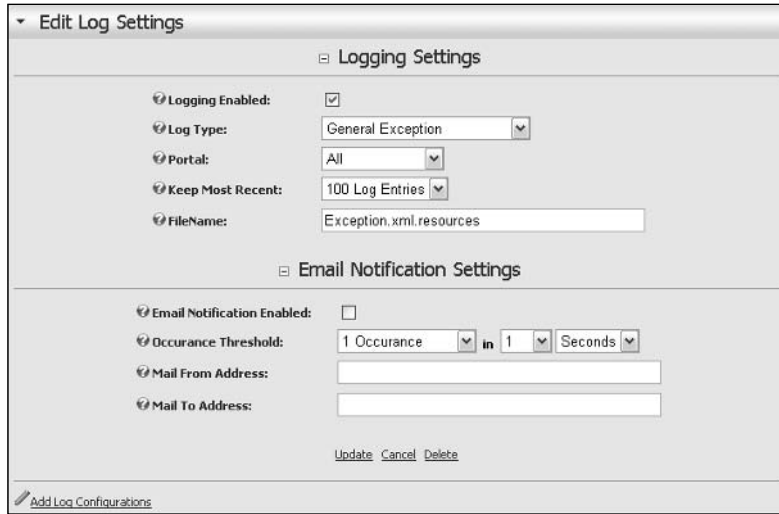 Edit Log Settings
Logging Settings
Logging Enabled:
Log Type: General Exception
Portal: All
Keep Most Recent: 100 Log Entries
FileName: Exception.xml.resources
Email Notification Settings
Email Notification Enabled:
Occurance Threshold: 1 Occurance in 1 Seconds
Mail From Address:
Mail To Address:
Update Cancel Delete
Add Log Configurations